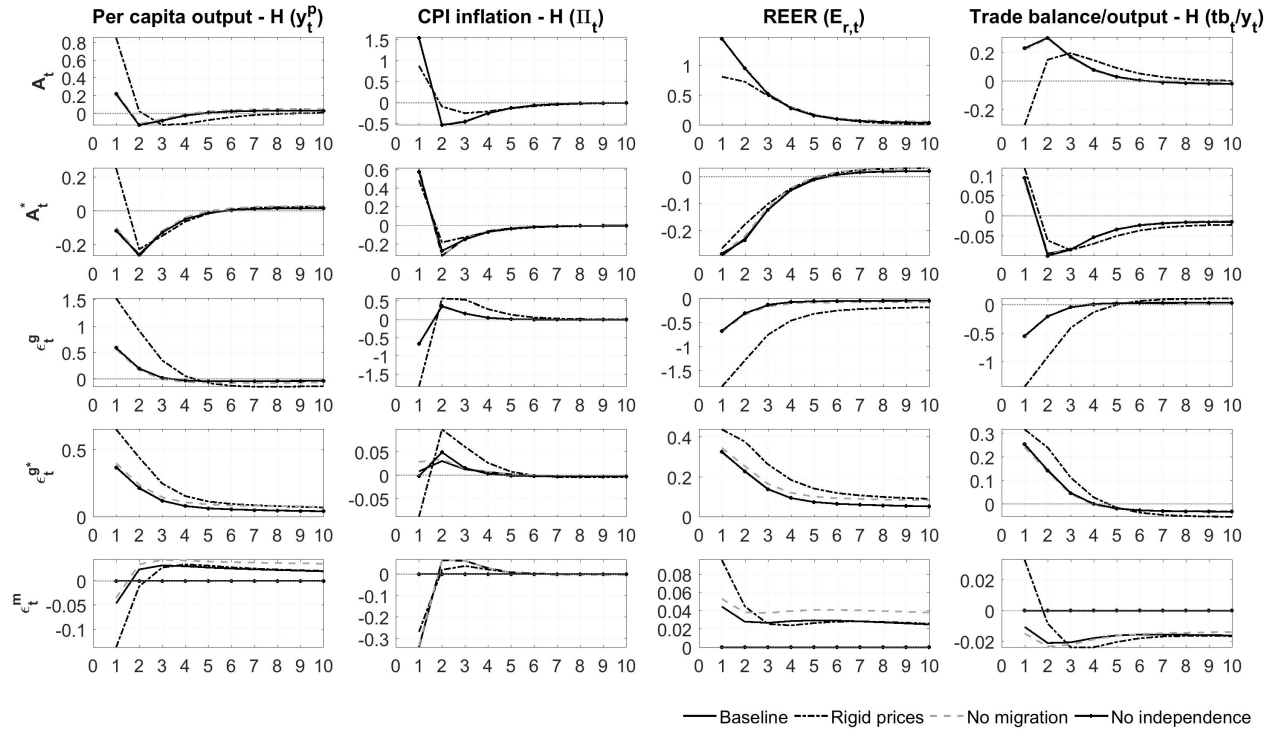 Per capita output - H (y_t^p) CPI inflation - H (Π_t) REER (E_{r,t}) Trade balance/output - H (tb_t/y_t)
A_t
0.8
0.6
0.4
0.2
0
0 1 2 3 4 5 6 7 8 9 10
1.5
1
0.5
0
-0.5
0 1 2 3 4 5 6 7 8 9 10
1
0.5
0
0 1 2 3 4 5 6 7 8 9 10
0.2
0
-0.2
0 1 2 3 4 5 6 7 8 9 10
A_t^*
0.2
0
-0.2
0 1 2 3 4 5 6 7 8 9 10
0.6
0.4
0.2
0
-0.2
0 1 2 3 4 5 6 7 8 9 10
0
-0.1
-0.2
0 1 2 3 4 5 6 7 8 9 10
0.1
0.05
0
-0.05
0 1 2 3 4 5 6 7 8 9 10
ϵ_t^g
1.5
1
0.5
0
0 1 2 3 4 5 6 7 8 9 10
0.5
0
-0.5
-1
-1.5
0 1 2 3 4 5 6 7 8 9 10
0
-0.5
-1
-1.5
0 1 2 3 4 5 6 7 8 9 10
0
-0.5
-1
0 1 2 3 4 5 6 7 8 9 10
ϵ_t^{g*}
0.5
0
0 1 2 3 4 5 6 7 8 9 10
0.05
0
-0.05
0 1 2 3 4 5 6 7 8 9 10
0.4
0.2
0
0 1 2 3 4 5 6 7 8 9 10
0.3
0.2
0.1
0
0 1 2 3 4 5 6 7 8 9 10
ϵ_t^m
0
-0.05
-0.1
0 1 2 3 4 5 6 7 8 9 10
0
-0.1
-0.2
-0.3
0 1 2 3 4 5 6 7 8 9 10
0.08
0.06
0.04
0.02
0
0 1 2 3 4 5 6 7 8 9 10
0.02
0
-0.02
0 1 2 3 4 5 6 7 8 9 10
Baseline Rigid prices No migration No independence